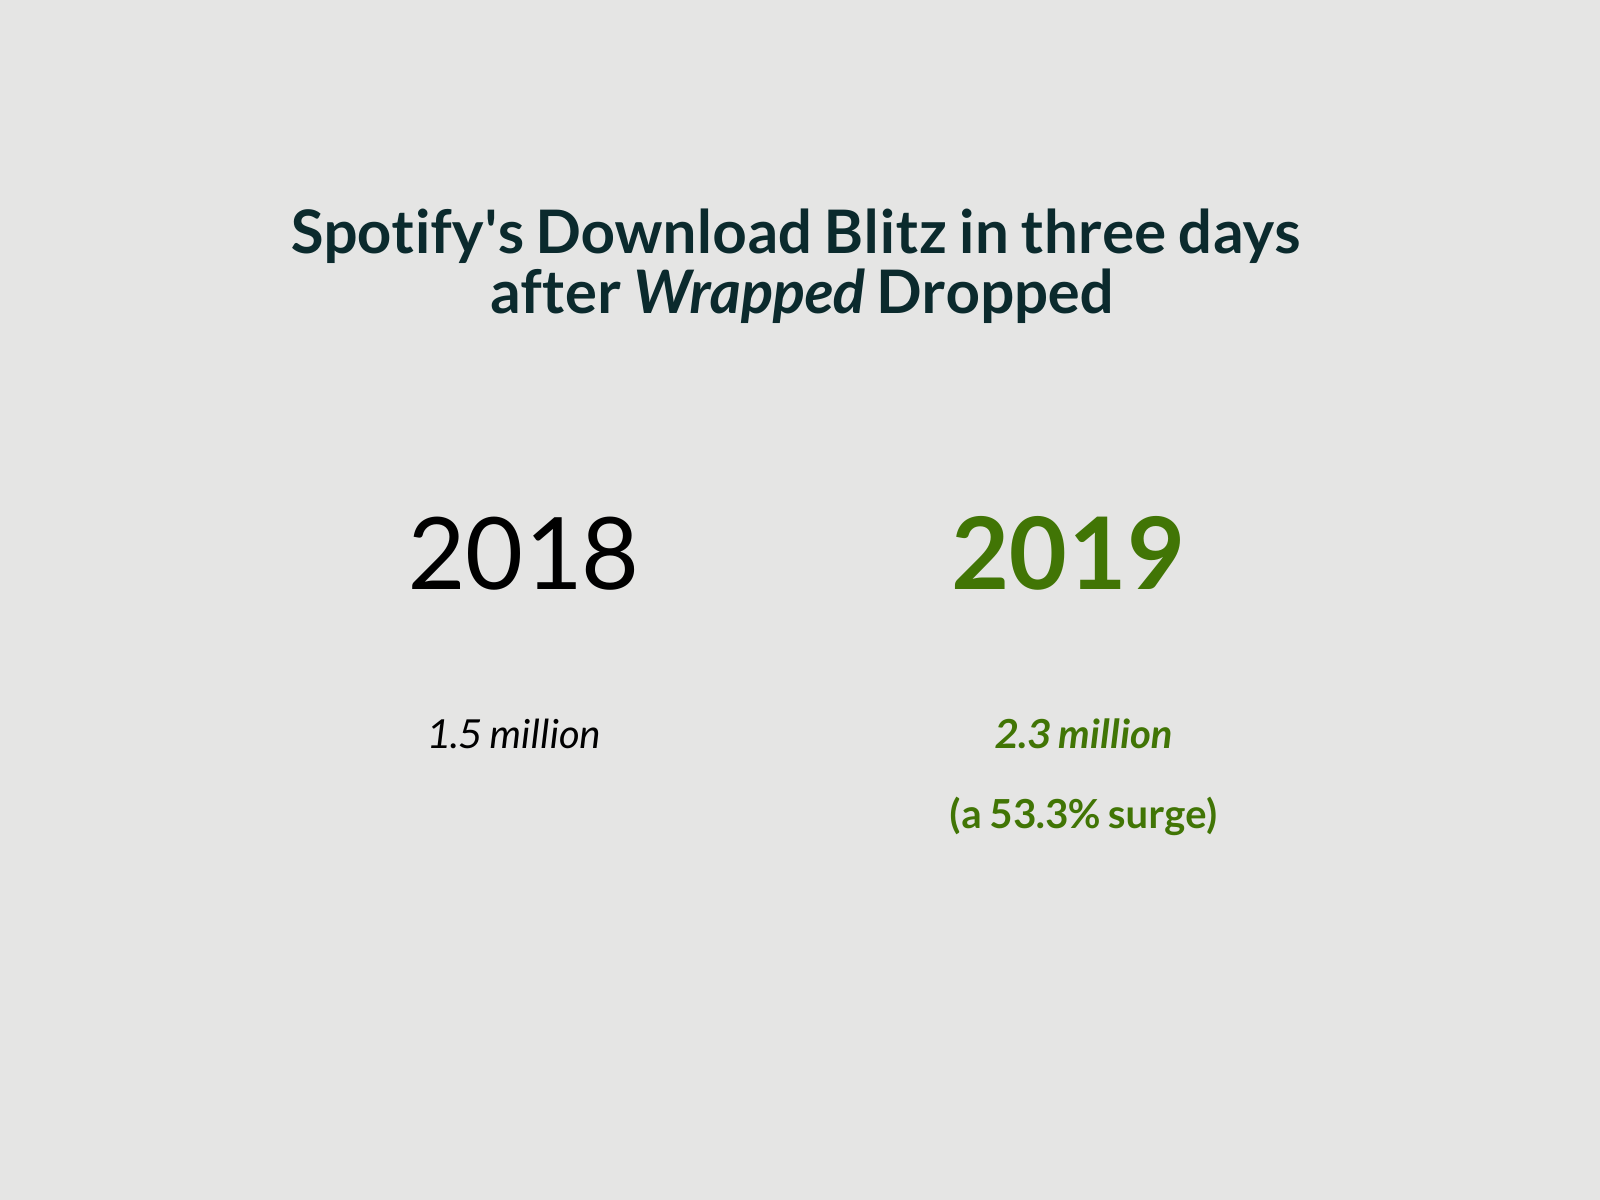 Spotify's Download Blitz in three days
after Wrapped Dropped
2018
2019
1.5 million
2.3 million
(a 53.3% surge)